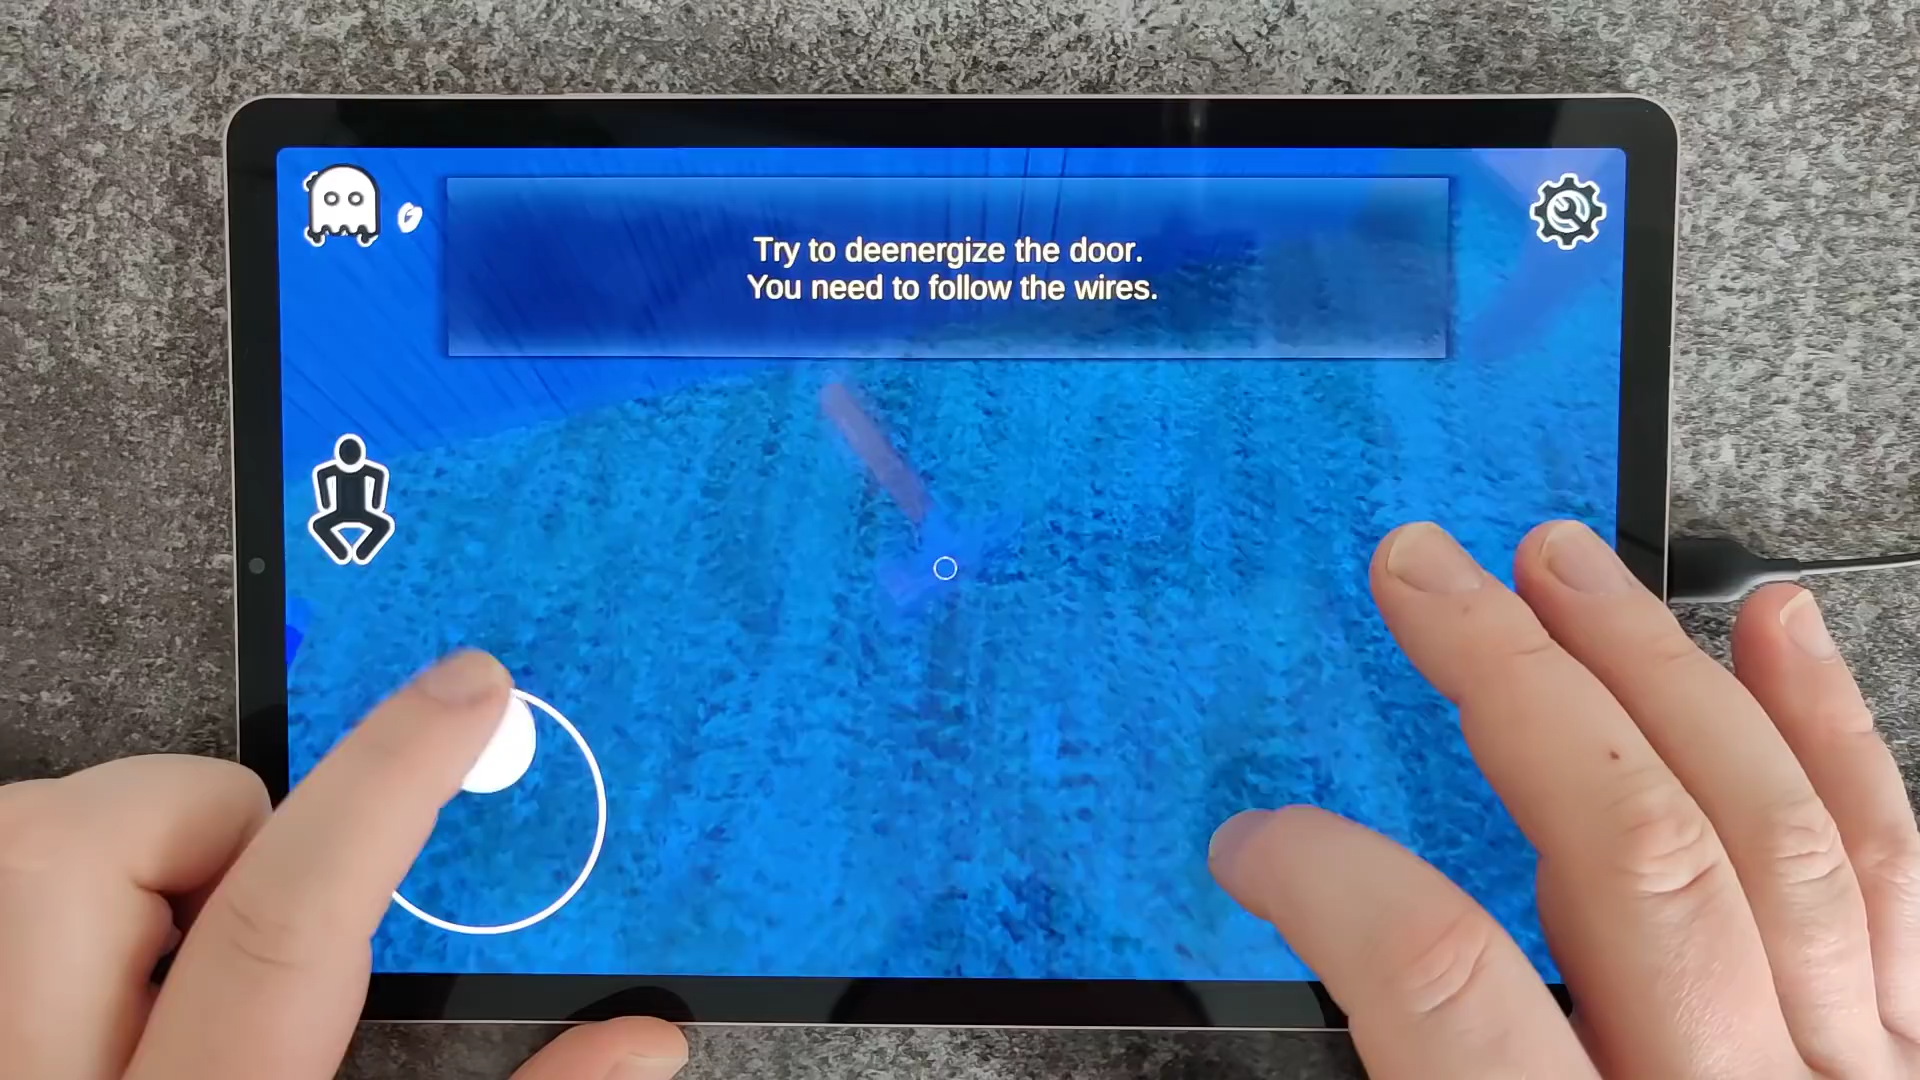 Try to deenergize the door.
You need to follow the wires.